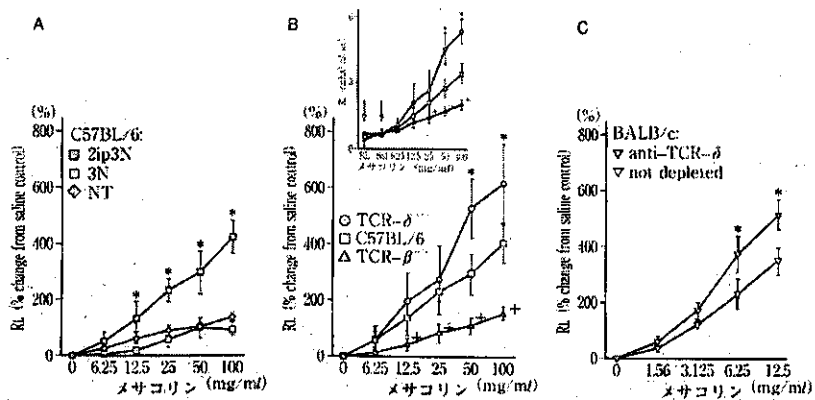 A
(%)
800
600
400
200
0
RL (% change from saline control)
C57BL/6:
2ip3N
3N
NT
*
*
*
*
0 6.25 12.5 25 50 100
メサコリン (mg/ml)
B
(%)
800
600
400
200
0
RL (% change from saline control)
メサコリン (mg/ml)
TCR-δ
C57BL/6
TCR-β
*
*
*
+
+
+
+
0 6.25 12.5 25 50 100
メサコリン (mg/ml)
C
(%)
800
600
400
200
0
RL (% change from saline control)
BALB/c:
anti-TCR-δ
not depleted
*
*
0 1.56 3.125 6.25 12.5
メサコリン (mg/ml)